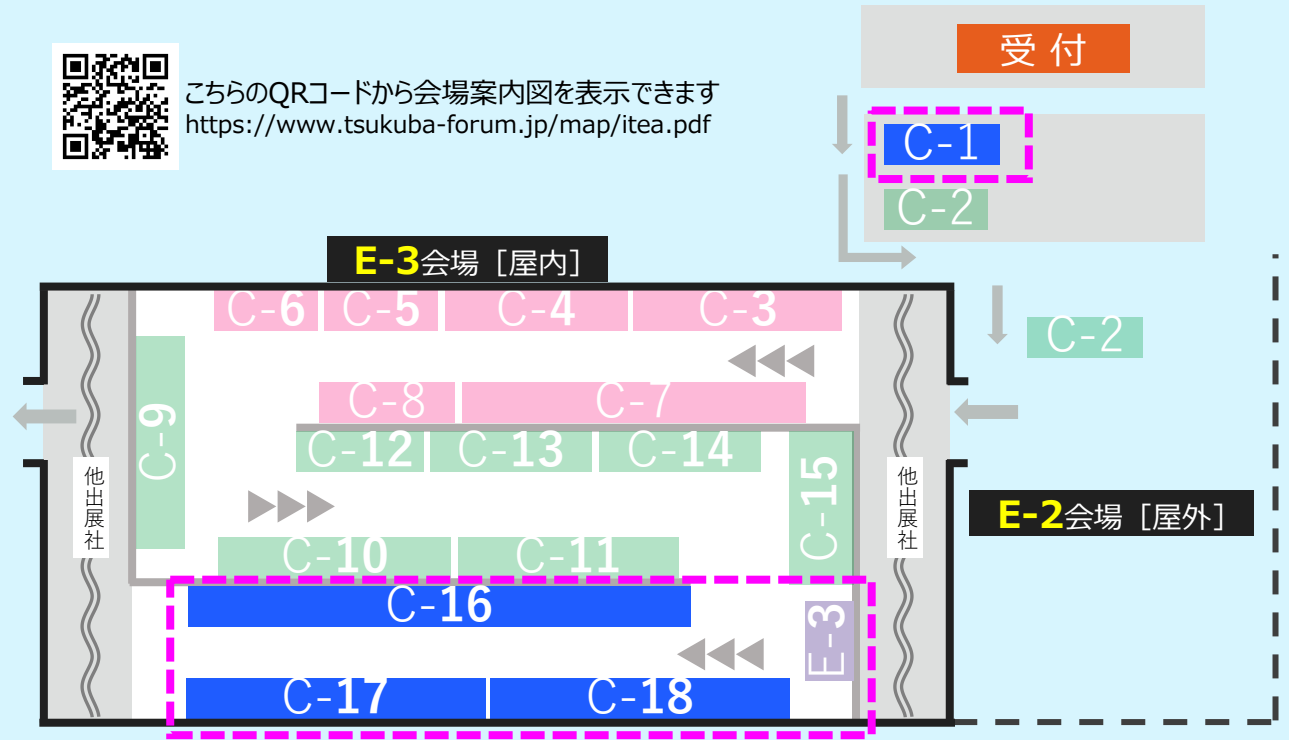 受 付
こちらのQRコードから会場案内図を表示できます
https://www.tsukuba-forum.jp/map/itea.pdf
C-1
C-2
E-3会場［屋内］
C-6
C-5
C-4
C-3
C-2
C-8
C-7
C-9
C-12
C-13
C-14
C-15
他出展社
他出展社
E-2会場［屋外］
C-10
C-11
C-16
E-3
C-17
C-18